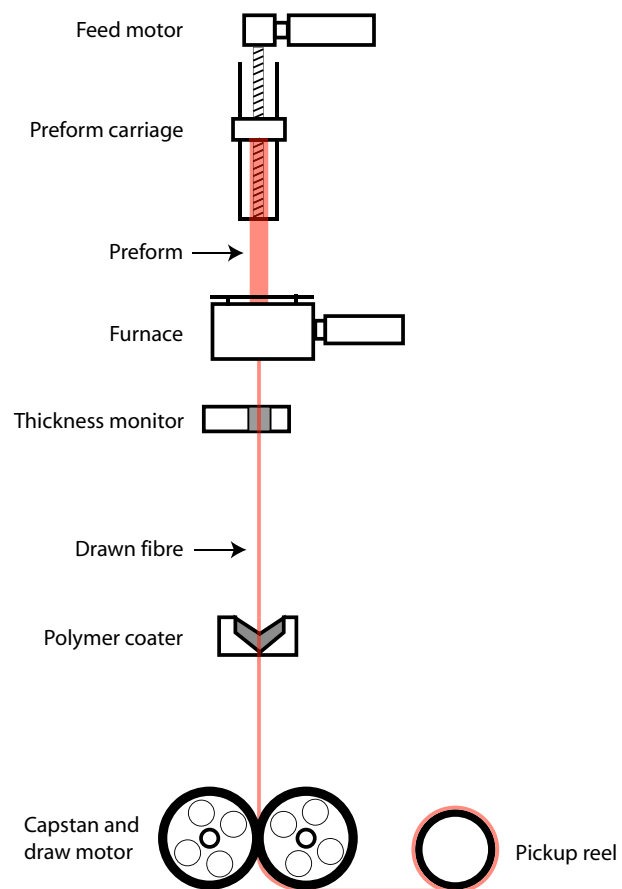 Feed motor
Preform carriage
Preform
Furnace
Thickness monitor
Drawn fibre
Polymer coater
Capstan and
draw motor
Pickup reel